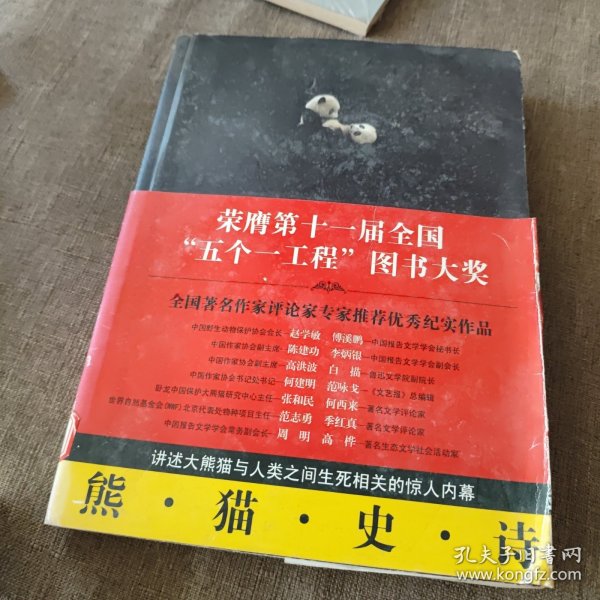 荣膺第十一届全国
“五个一工程”图书大奖
全国著名作家评论家专家推荐优秀纪实作品
中国野生动物保护协会会长—赵学敏 傅溪鹏—中国报告文学学会秘书长
中国作家协会副主席—陈建功 李炳银—中国报告文学学会副会长
中国作家协会副主席—高洪波 白描—鲁迅文学院副院长
中国作家协会书记处书记—何建明 范咏戈—《文艺报》总编辑
卧龙中国保护大熊猫研究中心主任—张和民 何西来—著名文学评论家
世界自然基金会(WWF)北京代表处物种项目主任—范志勇 季红真—著名文学评论家
中国报告文学学会常务副会长—周明 高桦—著名生态文学社会活动家
讲述大熊猫与人类之间生死相关的惊人内幕
熊·猫·史·诗
孔夫子旧书网
www.kongfz.com